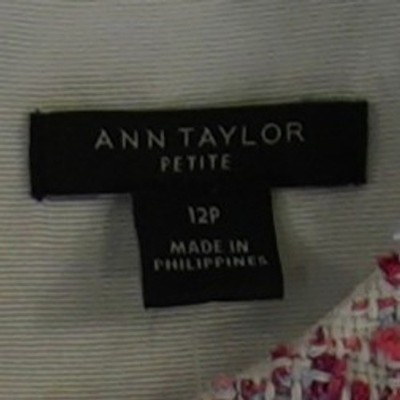 ANN TAYLOR
PETITE
12P
MADE IN
PHILIPPINES